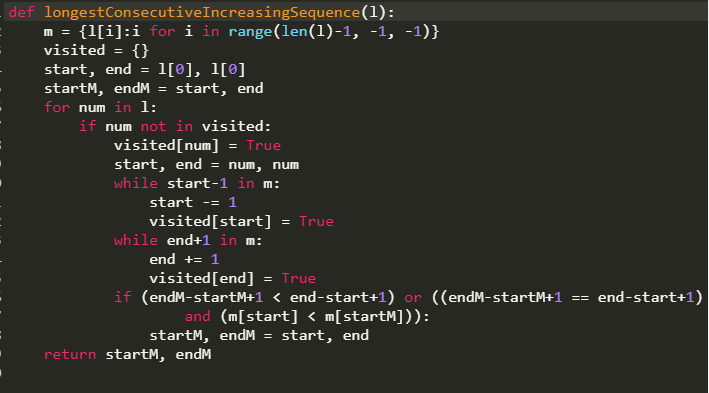 def longestConsecutiveIncreasingSequence(l):
    m = {l[i]:i for i in range(len(l)-1, -1, -1)}
    visited = {}
    start, end = l[0], l[0]
    startM, endM = start, end
    for num in l:
        if num not in visited:
            visited[num] = True
            start, end = num, num
            while start-1 in m:
                start -= 1
                visited[start] = True
            while end+1 in m:
                end += 1
                visited[end] = True
            if (endM-startM+1 < end-start+1) or ((endM-startM+1 == end-start+1)
                    and (m[start] < m[startM])):
                startM, endM = start, end
    return startM, endM